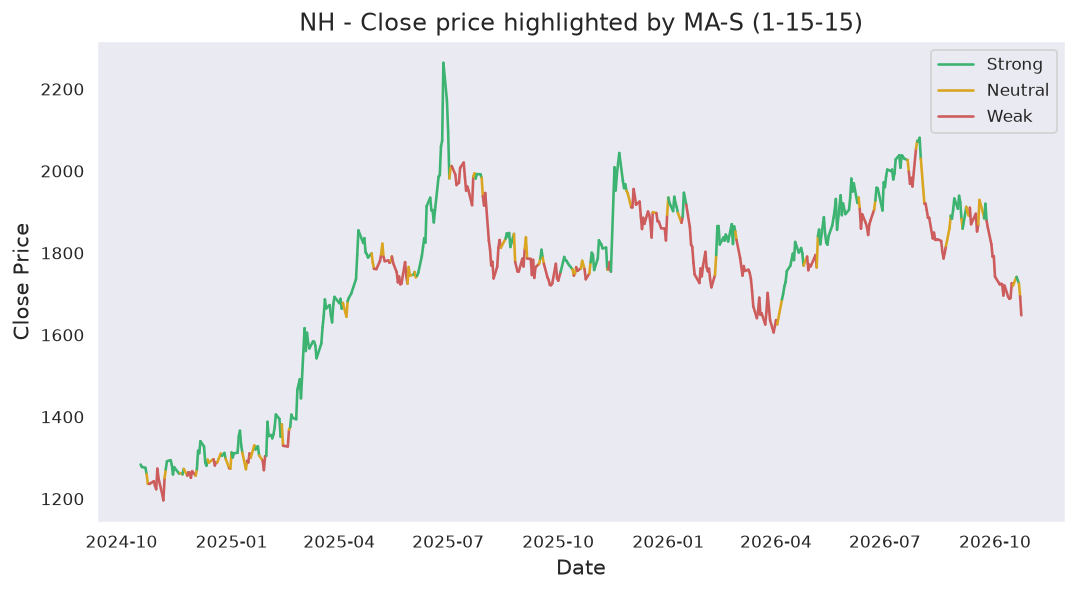 NH - Close price highlighted by MA-S (1-15-15)
Strong
Neutral
Weak
Close Price
2200
2000
1800
1600
1400
1200
2024-10 2025-01 2025-04 2025-07 2025-10 2026-01 2026-04 2026-07 2026-10
Date